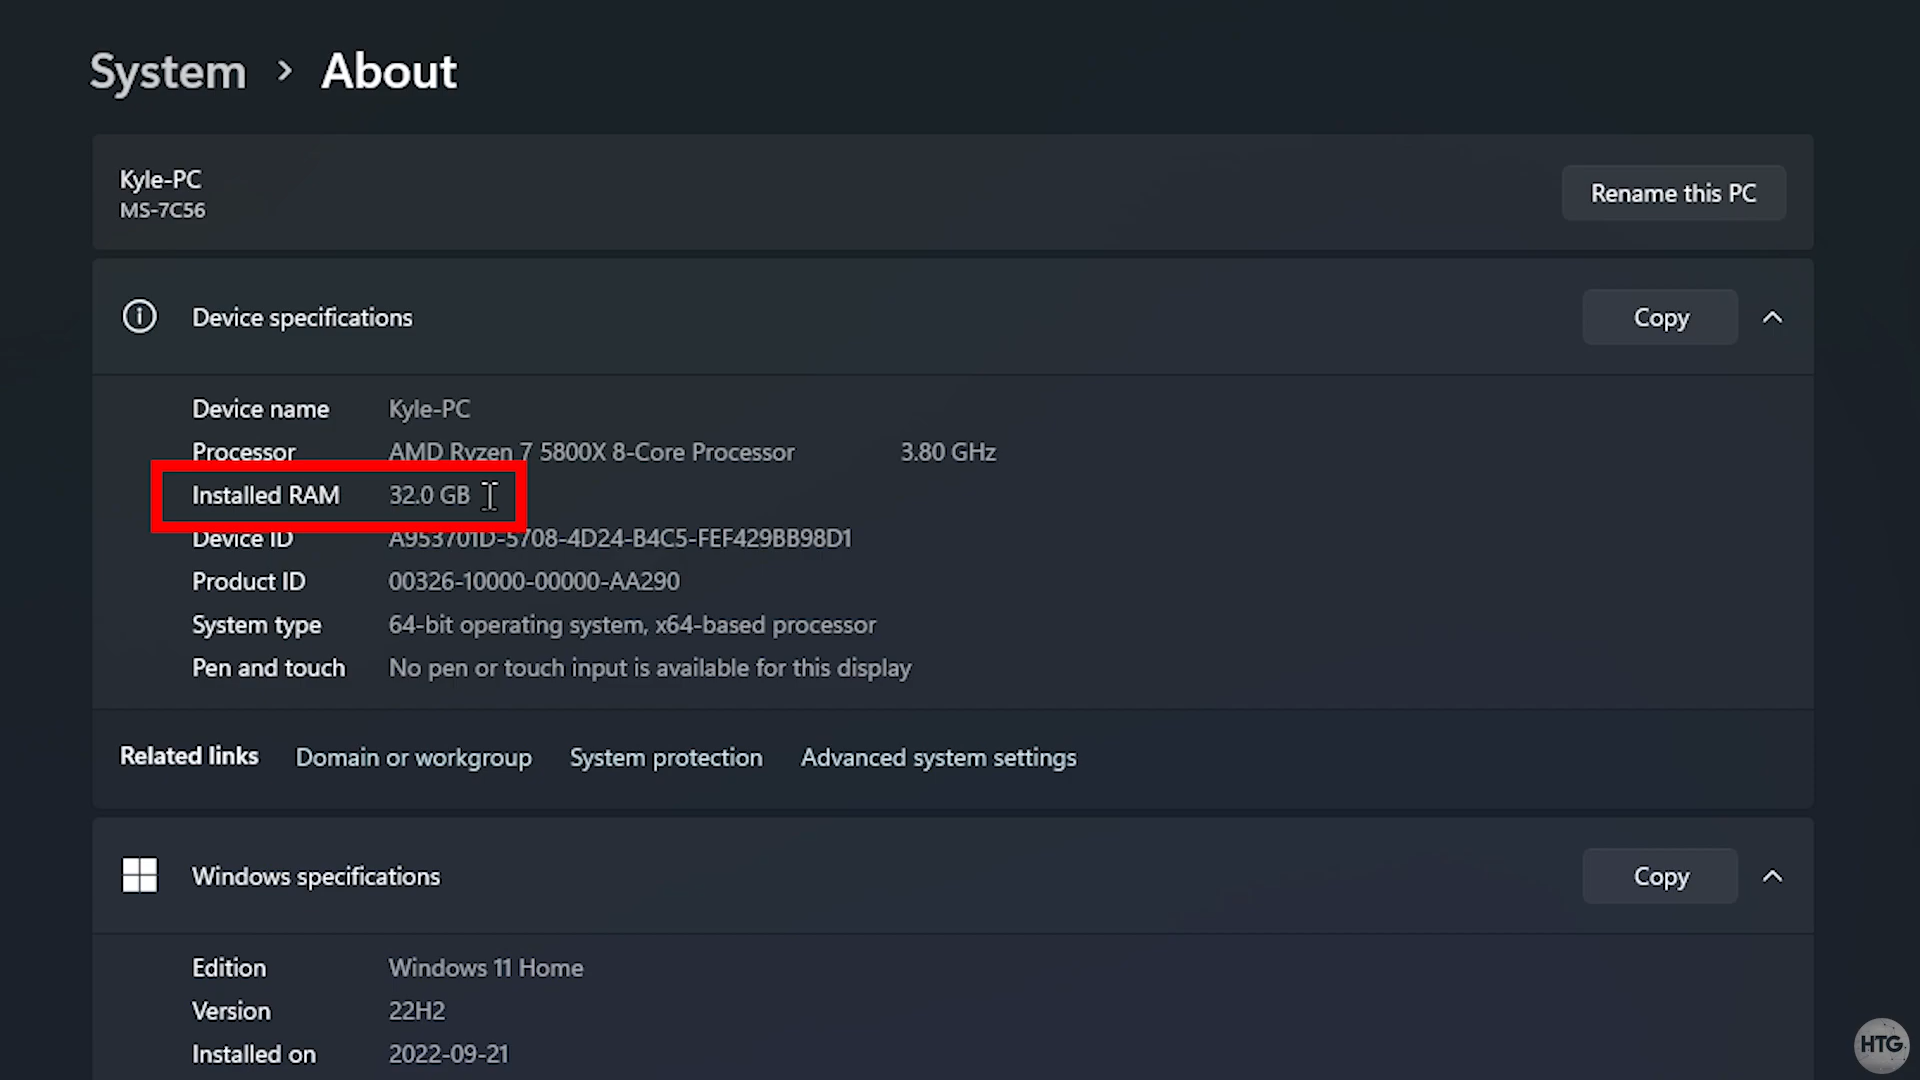 System > About
Kyle-PC
MS-7C56
Rename this PC
Device specifications
Copy
Device name Kyle-PC
Processor AMD Ryzen 7 5800X 8-Core Processor 3.80 GHz
Installed RAM 32.0 GB
Device ID A953701D-5708-4D24-B4C5-FEF429BB98D1
Product ID 00326-10000-00000-AA290
System type 64-bit operating system, x64-based processor
Pen and touch No pen or touch input is available for this display
Related links Domain or workgroup System protection Advanced system settings
Windows specifications
Copy
Edition Windows 11 Home
Version 22H2
Installed on 2022-09-21
HTG